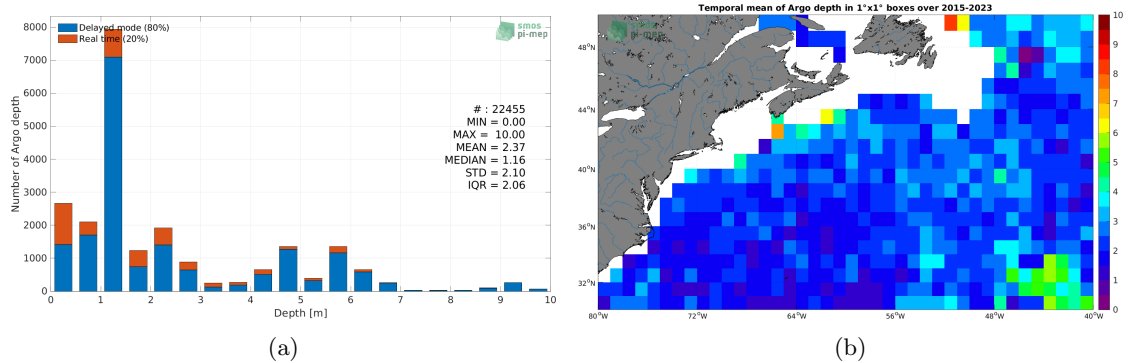 Delayed mode (80%)
Real time (20%)
smos
pi-mep
# : 22455
MIN = 0.00
MAX = 10.00
MEAN = 2.37
MEDIAN = 1.16
STD = 2.10
IQR = 2.06
Number of Argo depth
8000
7000
6000
5000
4000
3000
2000
1000
0
0 1 2 3 4 5 6 7 8 9 10
Depth [m]
(a)
Temporal mean of Argo depth in 1°x1° boxes over 2015-2023
smos
pi-mep
48°N
44°N
40°N
36°N
32°N
80°W 72°W 64°W 56°W 48°W 40°W
10
9
8
7
6
5
4
3
2
1
0
(b)